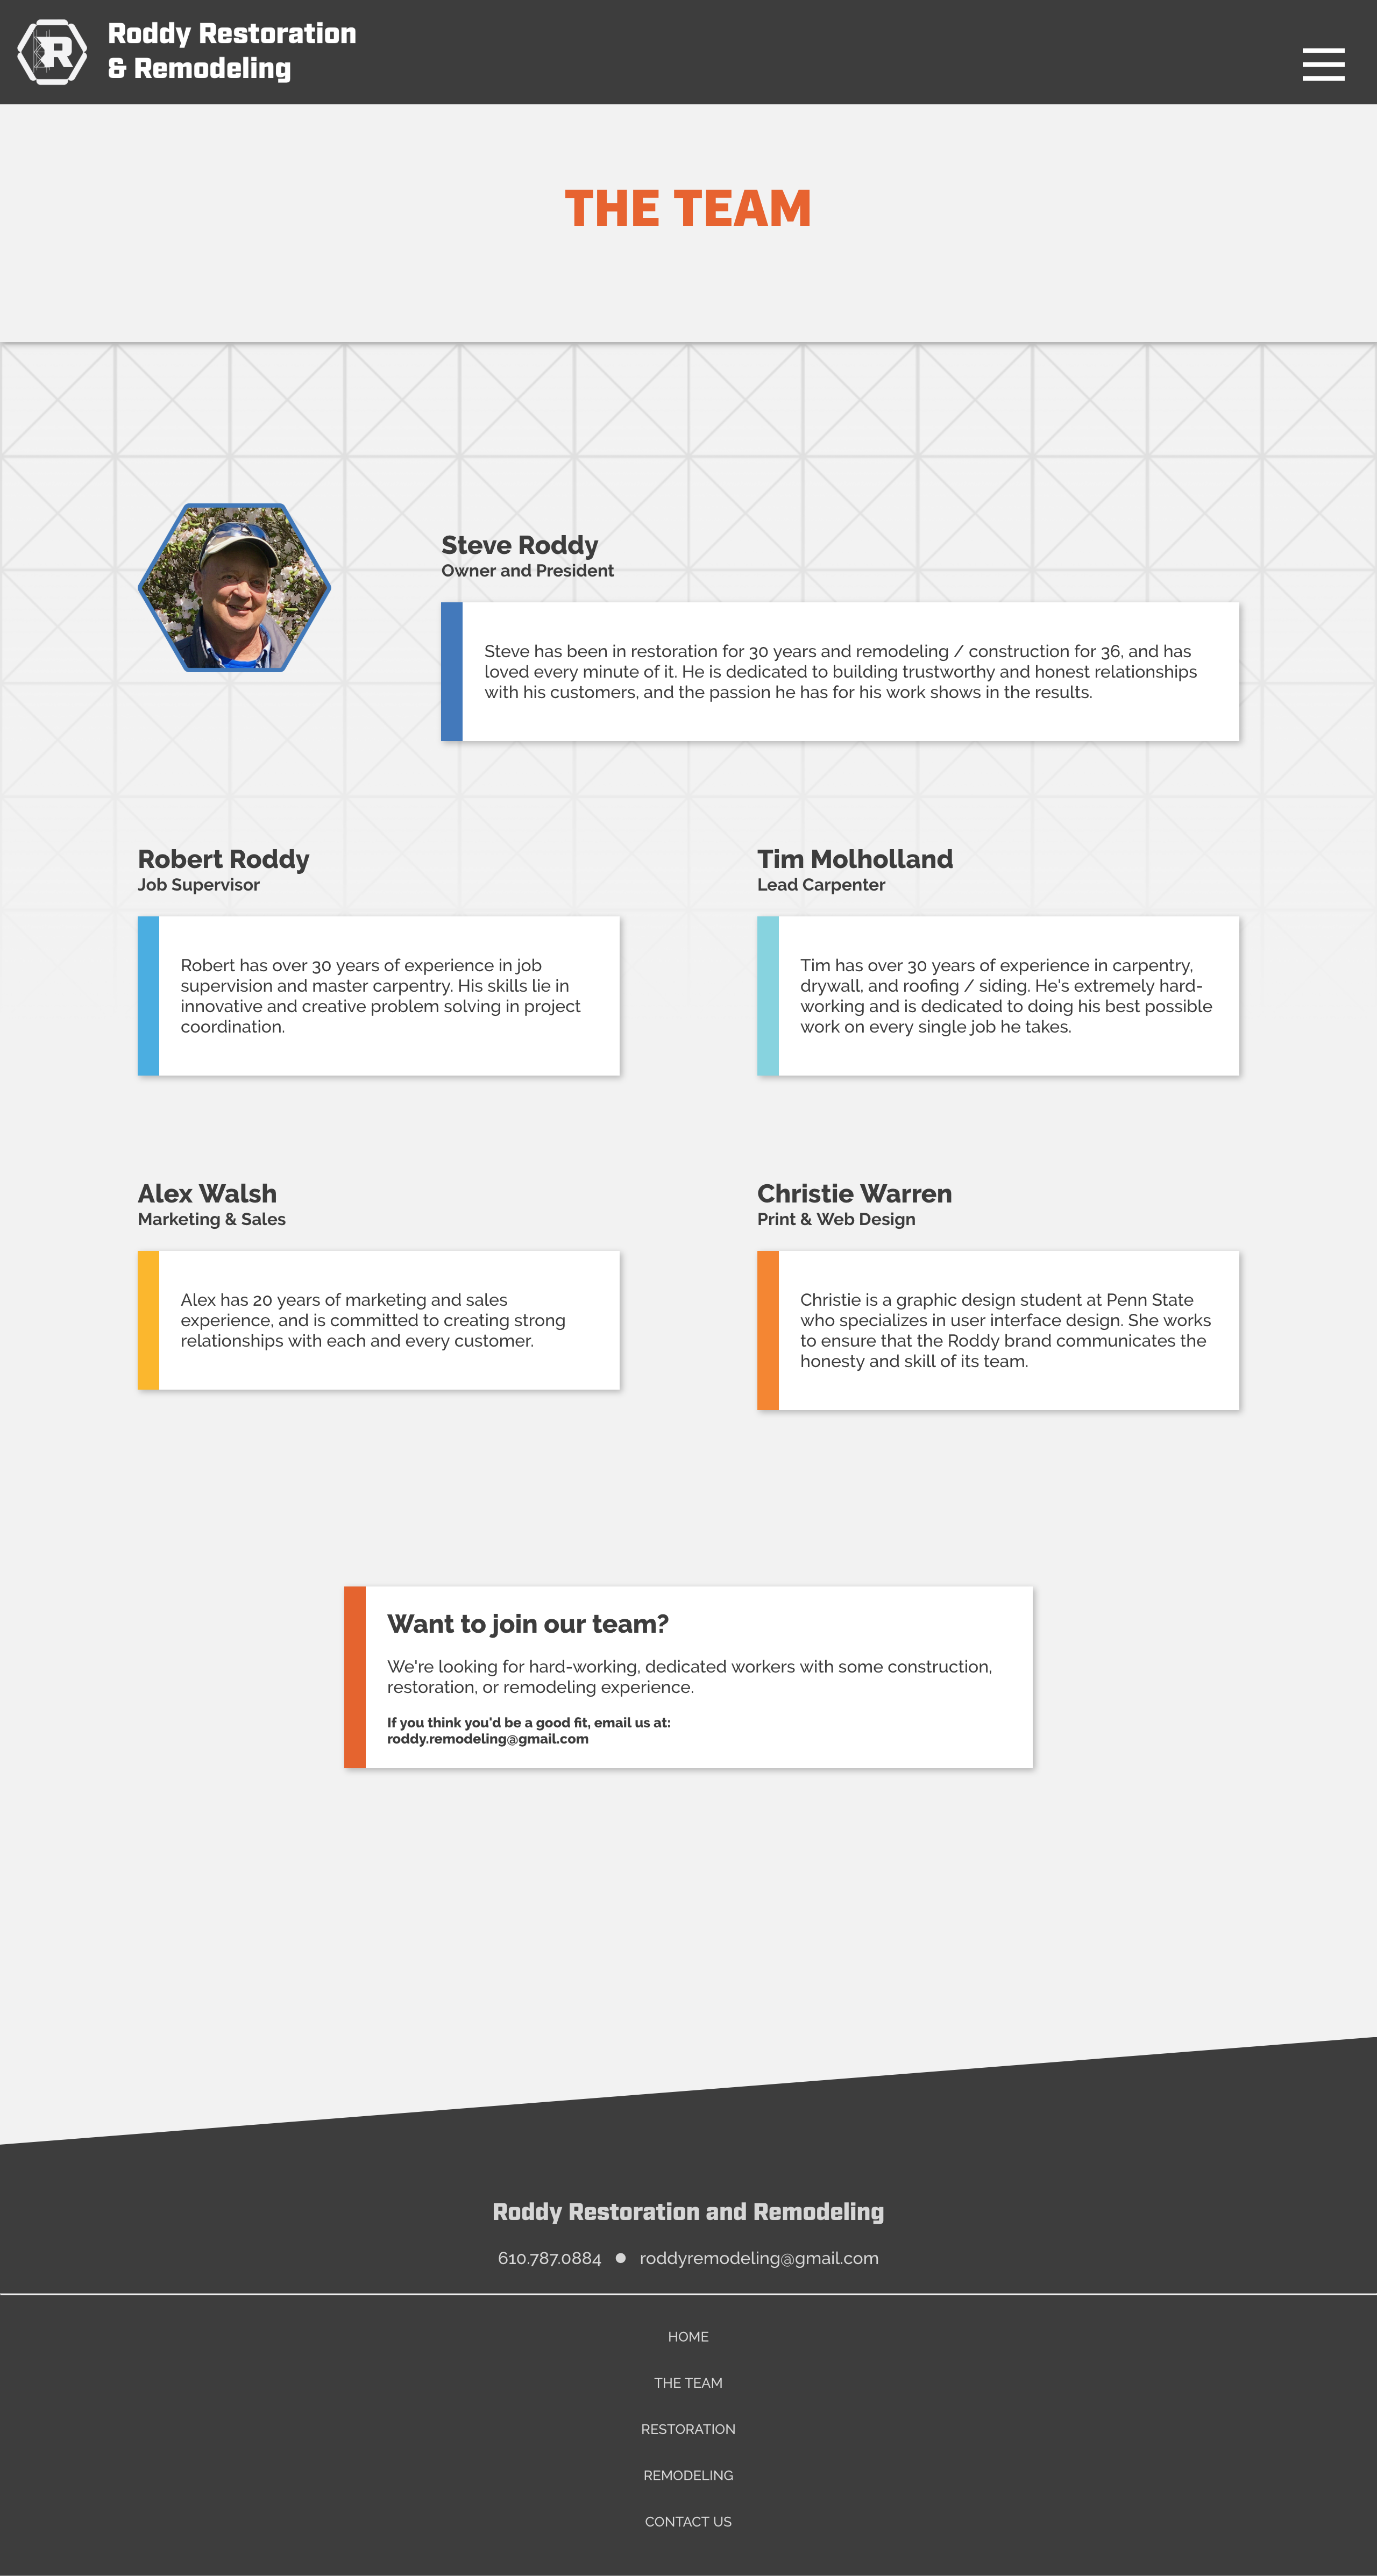 Roddy Restoration
& Remodeling
R
THE TEAM
Steve Roddy
Owner and President
Steve has been in restoration for 30 years and remodeling / construction for 36, and has
loved every minute of it. He is dedicated to building trustworthy and honest relationships
with his customers, and the passion he has for his work shows in the results.
Robert Roddy
Job Supervisor
Robert has over 30 years of experience in job
supervision and master carpentry. His skills lie in
innovative and creative problem solving in project
coordination.
Tim Molholland
Lead Carpenter
Tim has over 30 years of experience in carpentry,
drywall, and roofing / siding. He's extremely hard-
working and is dedicated to doing his best possible
work on every single job he takes.
Alex Walsh
Marketing & Sales
Alex has 20 years of marketing and sales
experience, and is committed to creating strong
relationships with each and every customer.
Christie Warren
Print & Web Design
Christie is a graphic design student at Penn State
who specializes in user interface design. She works
to ensure that the Roddy brand communicates the
honesty and skill of its team.
Want to join our team?
We're looking for hard-working, dedicated workers with some construction,
restoration, or remodeling experience.
If you think you'd be a good fit, email us at:
roddy.remodeling@gmail.com
Roddy Restoration and Remodeling
610.787.0884 ● roddyremodeling@gmail.com
HOME
THE TEAM
RESTORATION
REMODELING
CONTACT US